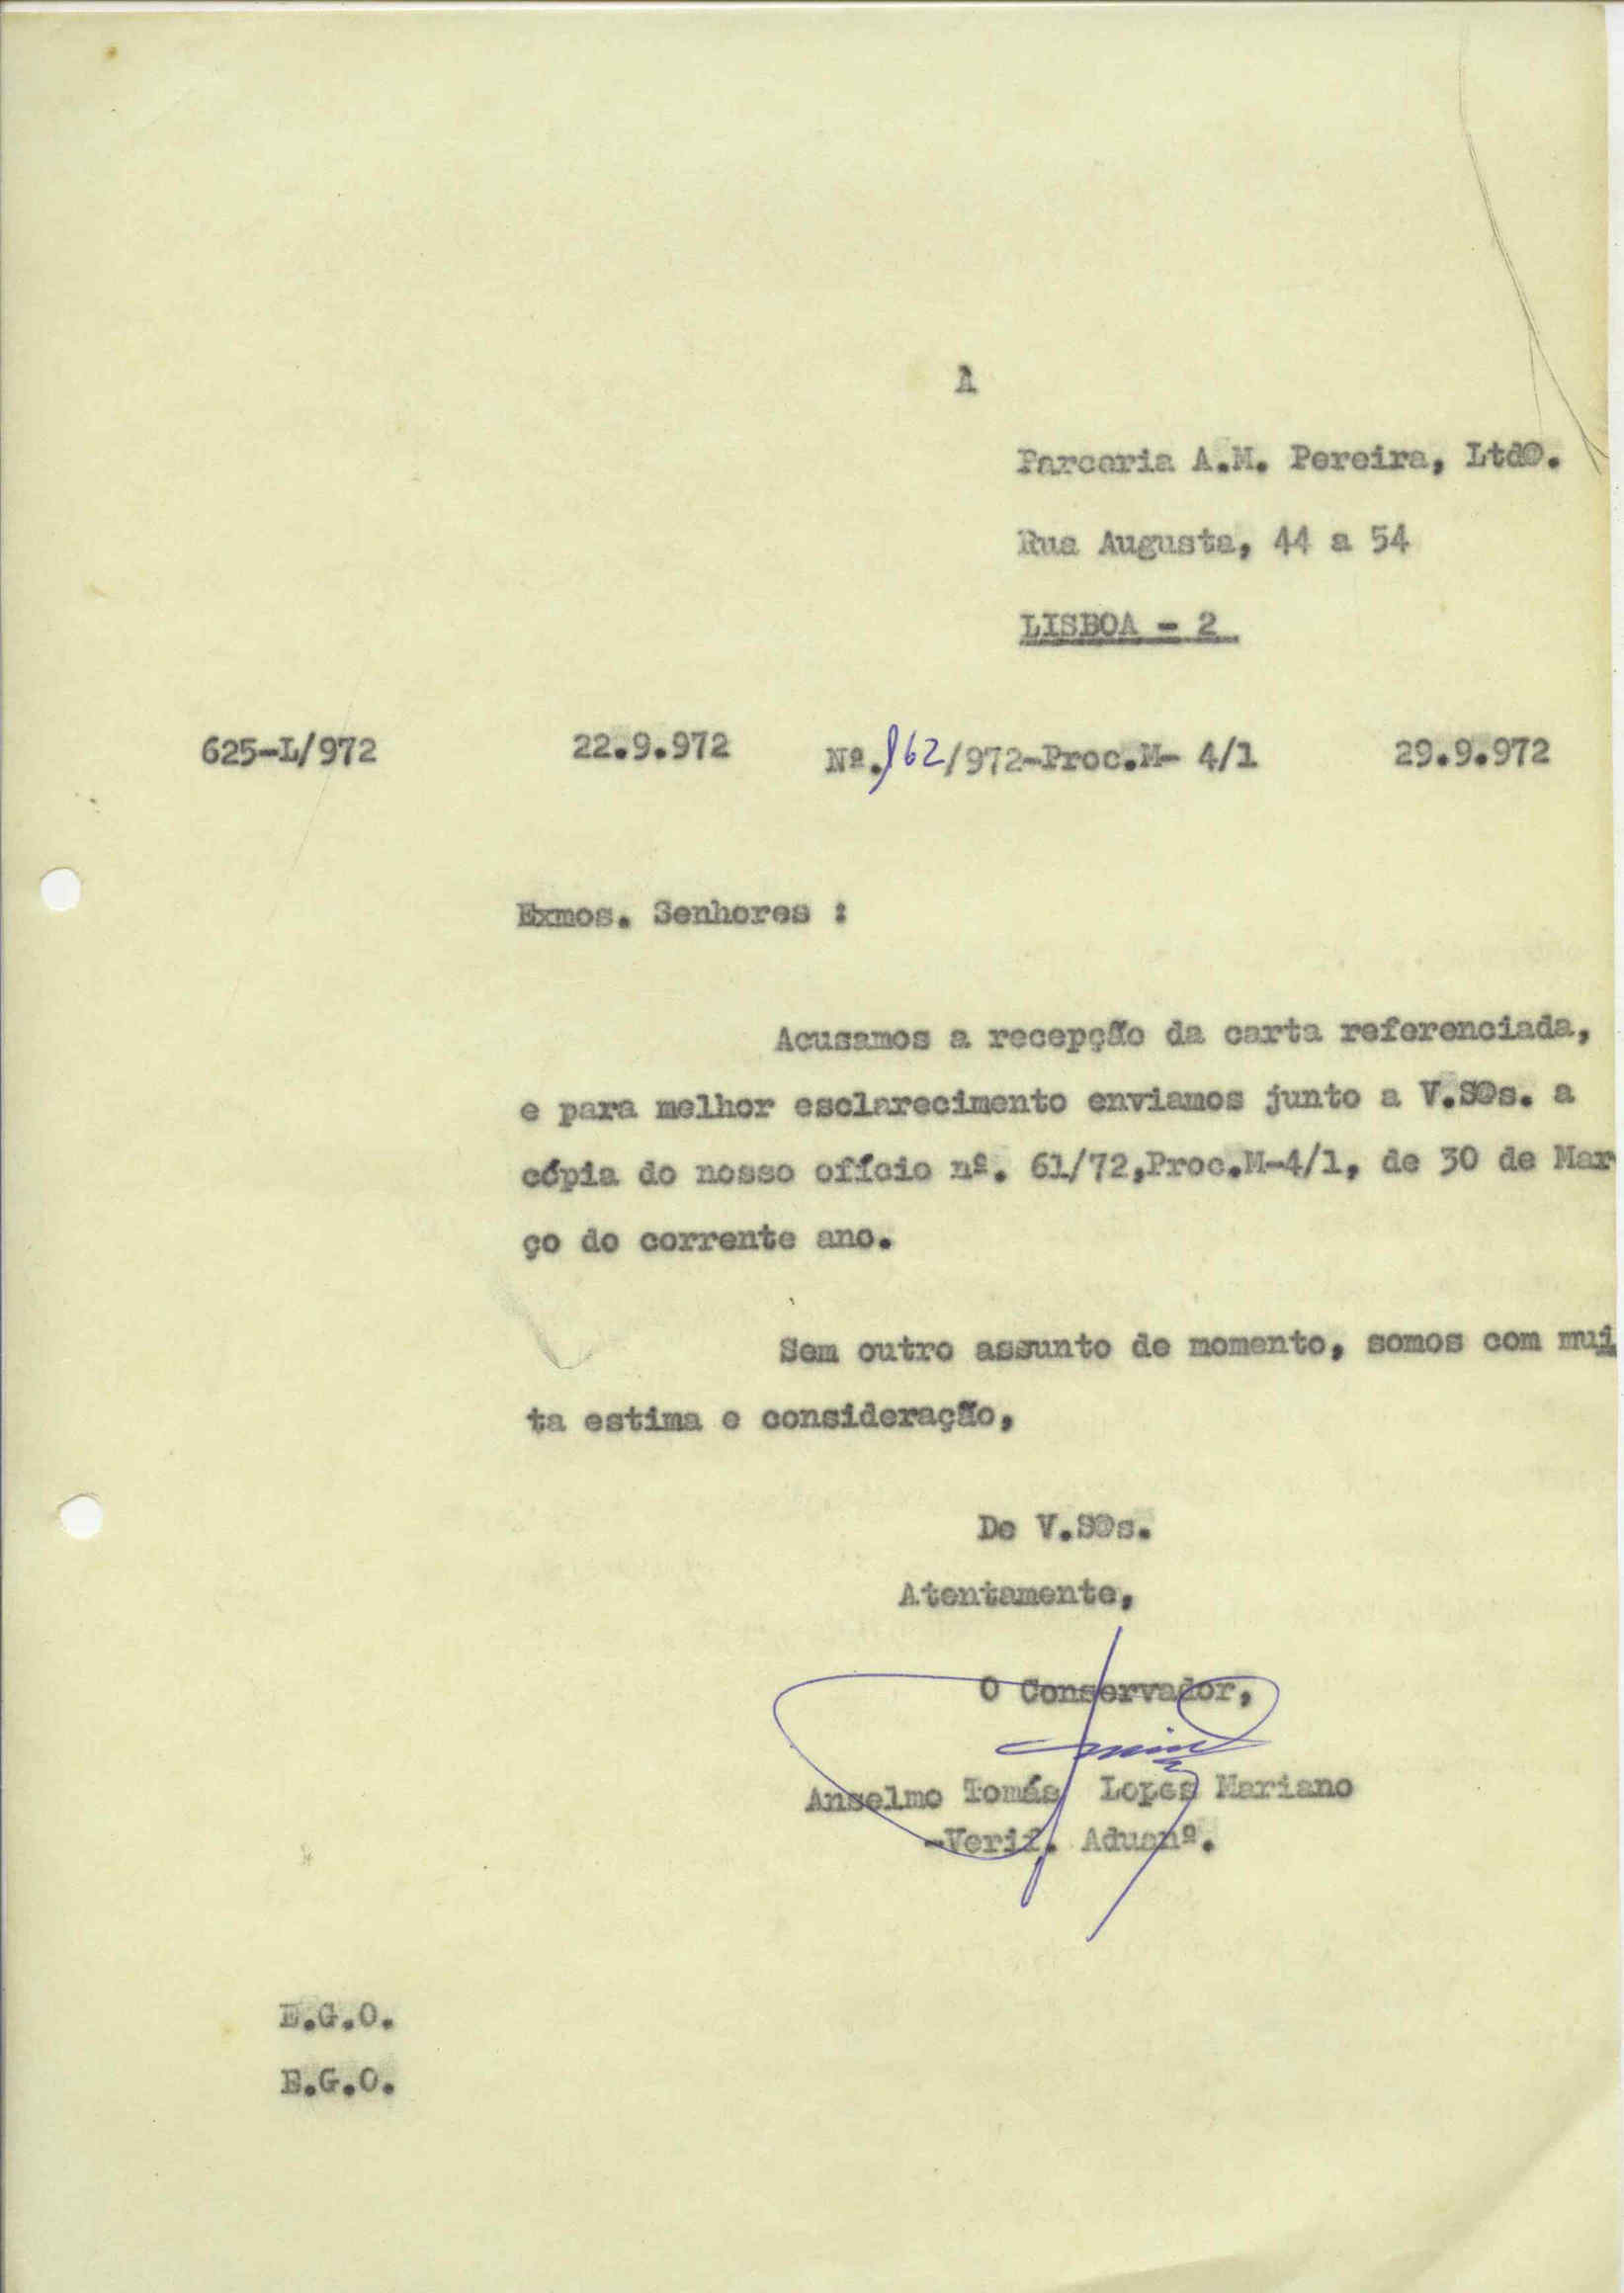 À
Parceria A.M. Pereira, Ltdª.
Rua Augusta, 44 a 54
LISBOA - 2
625-L/972 22.9.972 Nº.162/972-Proc.M- 4/1 29.9.972
Exmos. Senhores :
Acusamos a recepção da carta referenciada,
e para melhor esclarecimento enviamos junto a V.Sªs. a
cópia do nosso ofício nº. 61/72,Proc.M-4/1, de 30 de Mar
ço do corrente ano.
Sem outro assunto de momento, somos com mui
ta estima e consideração,
De V.Sªs.
Atentamente,
O Conservador,
Anselmo Tomás Lopes Mariano
-Verif. Aduanº.
E.G.O.
E.G.O.